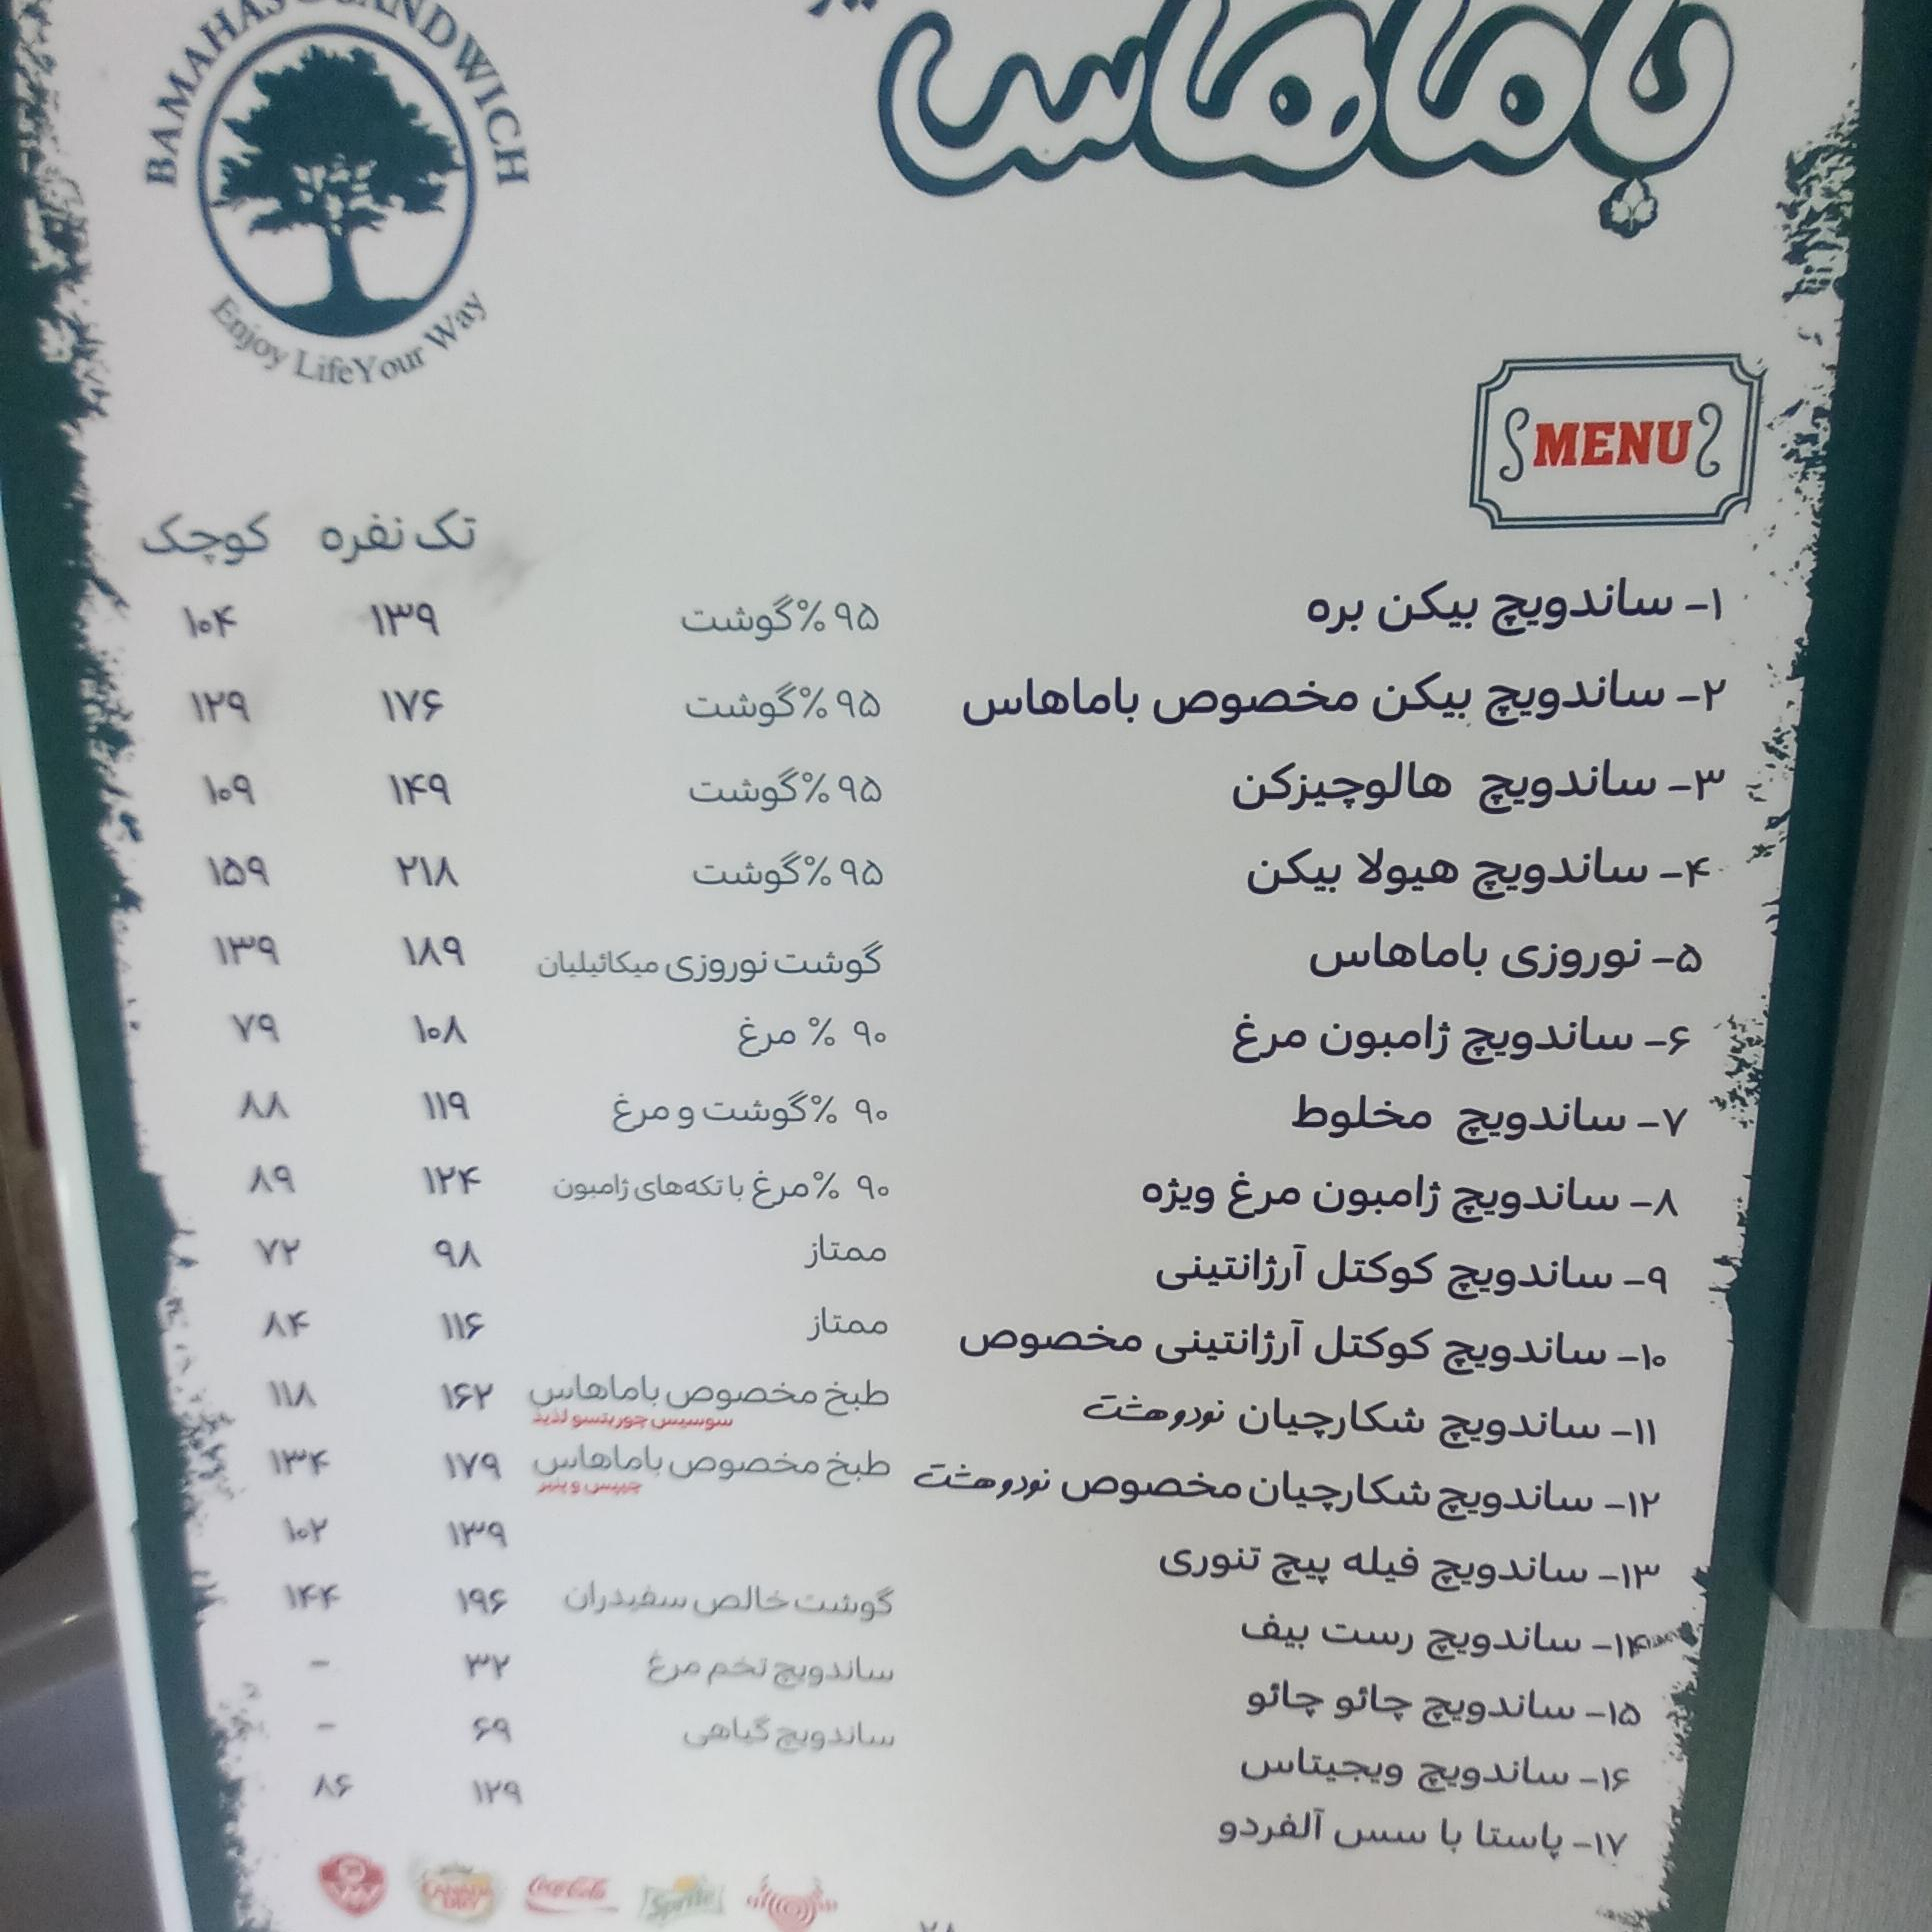 باماهاس
BAMAHAS SANDWICH
Enjoy LifeYour Way
MENU
تک نفره کوچک
۱- ساندویچ بیکن بره ۹۵ %گوشت ۱۳۹ ۱۰۴
۲- ساندویچ بیکن مخصوص باماهاس ۹۵ %گوشت ۱۷۶ ۱۲۹
۳- ساندویچ هالوچیزکن ۹۵ %گوشت ۱۴۹ ۱۰۹
۴- ساندویچ هیولا بیکن ۹۵ %گوشت ۲۱۸ ۱۵۹
۵- نوروزی باماهاس گوشت نوروزی میکائیلیان ۱۸۹ ۱۳۹
۶- ساندویچ ژامبون مرغ ۹۰ % مرغ ۱۰۸ ۷۹
۷- ساندویچ مخلوط ۹۰ %گوشت و مرغ ۱۱۹ ۸۸
۸- ساندویچ ژامبون مرغ ویژه ۹۰ %مرغ با تکه‌های ژامبون ۱۲۴ ۸۹
۹- ساندویچ کوکتل آرژانتینی ممتاز ۹۸ ۷۲
۱۰- ساندویچ کوکتل آرژانتینی مخصوص ممتاز ۱۱۶ ۸۴
۱۱- ساندویچ شکارچیان نودوهشت طبخ مخصوص باماهاس ۱۶۲ ۱۱۸
سوسیس چوریتسو لذیذ
۱۲- ساندویچ شکارچیان مخصوص نودوهشت طبخ مخصوص باماهاس ۱۷۹ ۱۳۴
چیپس و پنیر
۱۳- ساندویچ فیله پیچ تنوری ۱۳۹ ۱۰۲
۱۴- ساندویچ رست بیف گوشت خالص سفیدران ۱۹۶ ۱۴۴
۱۵- ساندویچ چائو چائو ساندویچ تخم مرغ ۳۲ -
۱۶- ساندویچ ویجیتاس ساندویچ گیاهی ۶۹ -
۱۷- پاستا با سس آلفردو ۱۲۹ ۸۶
CANADA DRY
Coca-Cola
Sprite